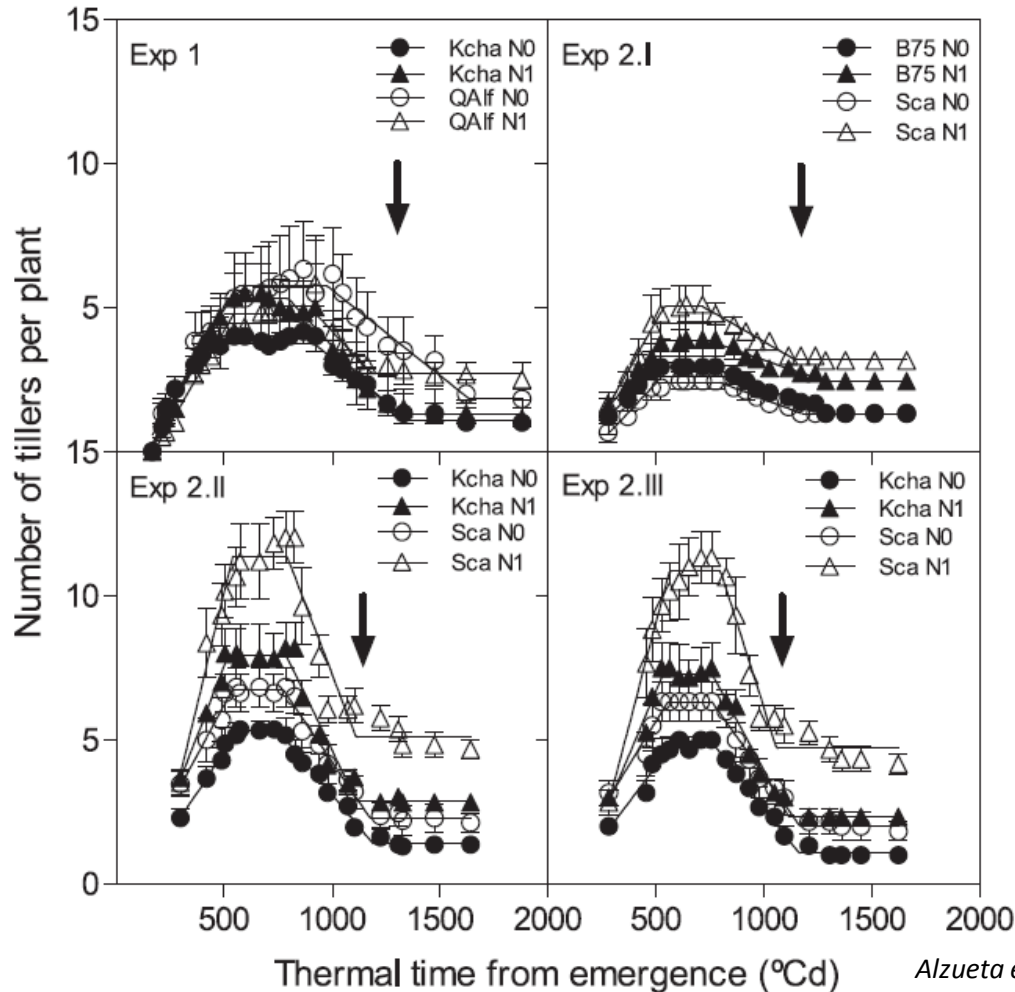 Number of tillers per plant
15
10
5
15
10
5
0
Exp 1
Kcha N0
Kcha N1
QAlf N0
QAlf N1
Exp 2.I
B75 N0
B75 N1
Sca N0
Sca N1
Exp 2.II
Kcha N0
Kcha N1
Sca N0
Sca N1
Exp 2.III
Kcha N0
Kcha N1
Sca N0
Sca N1
500 1000 1500 2000 500 1000 1500 2000
Thermal time from emergence (ºCd)
Alzueta e